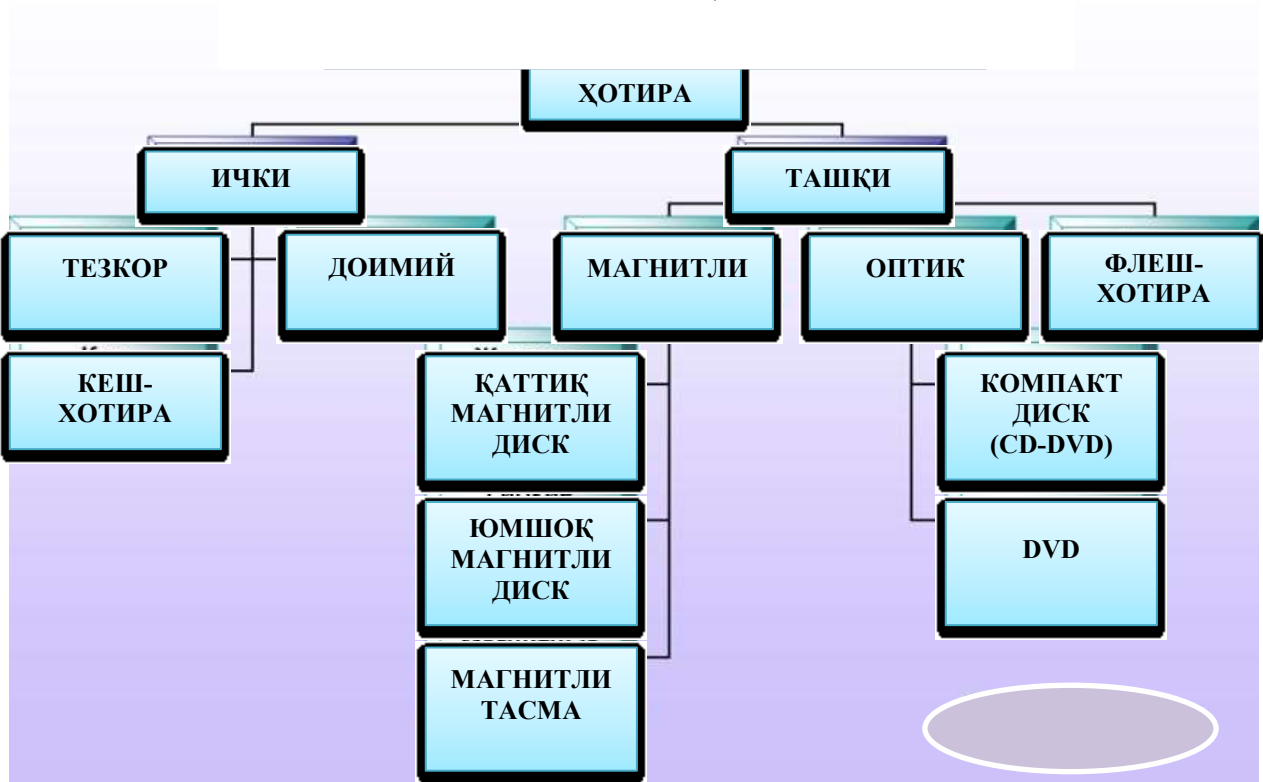 ҲОТИРА
ИЧКИ
ТАШҚИ
ТЕЗКОР
ДОИМИЙ
МАГНИТЛИ
ОПТИК
ФЛЕШ-
ХОТИРА
КЕШ-
ХОТИРА
ҚАТТИҚ
МАГНИТЛИ
ДИСК
КОМПАКТ
ДИСК
(CD-DVD)
ЮМШОҚ
МАГНИТЛИ
ДИСК
DVD
МАГНИТЛИ
ТАСМА